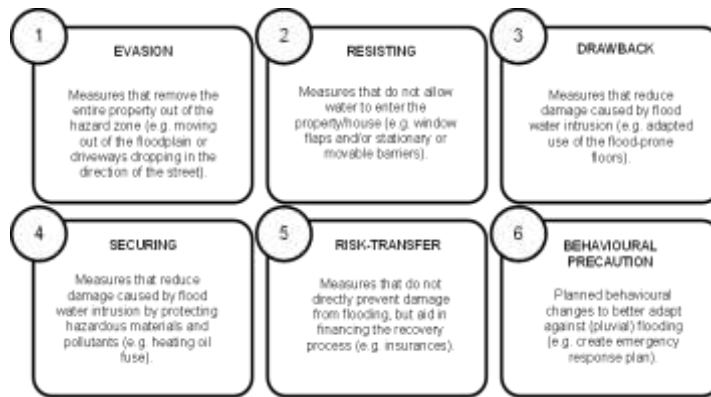 1
EVASION
Measures that remove the
entire property out of the
hazard zone (e.g. moving
out of the floodplain or
driveways dropping in the
direction of the street).
2
RESISTING
Measures that do not allow
water to enter the
property/house (e.g. window
flaps and/or stationary or
movable barriers).
3
DRAWBACK
Measures that reduce
damage caused by flood
water intrusion (e.g. adapted
use of the flood-prone
floors).
4
SECURING
Measures that reduce
damage caused by flood
water intrusion by protecting
hazardous materials and
pollutants (e.g. heating oil
fuse).
5
RISK-TRANSFER
Measures that do not
directly prevent damage
from flooding, but aid in
financing the recovery
process (e.g. insurances).
6
BEHAVIOURAL
PRECAUTION
Planned behavioural
changes to better adapt
against (pluvial) flooding
(e.g. create emergency
response plan).